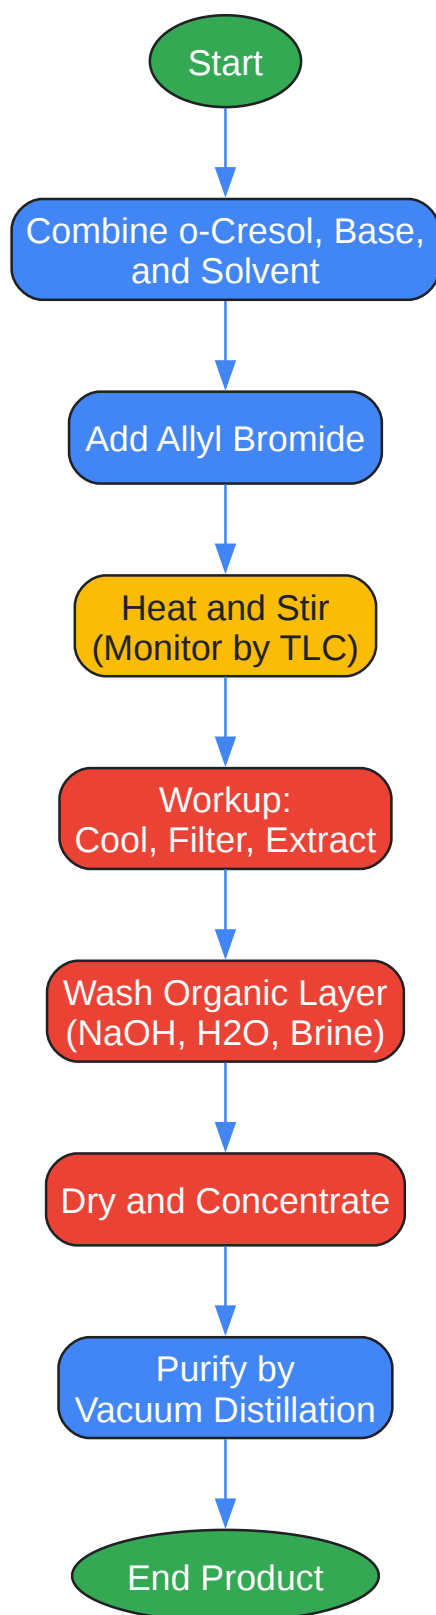 Start
Combine o-Cresol, Base,
and Solvent
Add Allyl Bromide
Heat and Stir
(Monitor by TLC)
Workup:
Cool, Filter, Extract
Wash Organic Layer
(NaOH, H2O, Brine)
Dry and Concentrate
Purify by
Vacuum Distillation
End Product